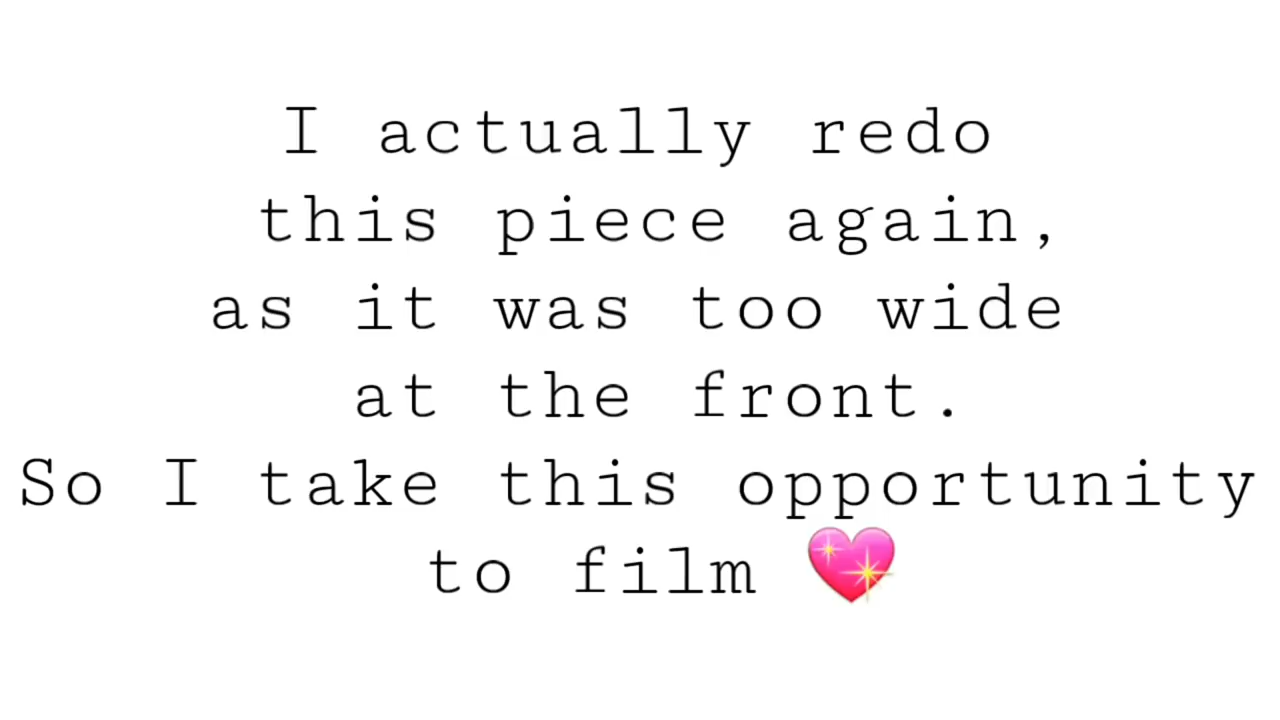 I actually redo
this piece again,
as it was too wide
at the front.
So I take this opportunity
to film 💖